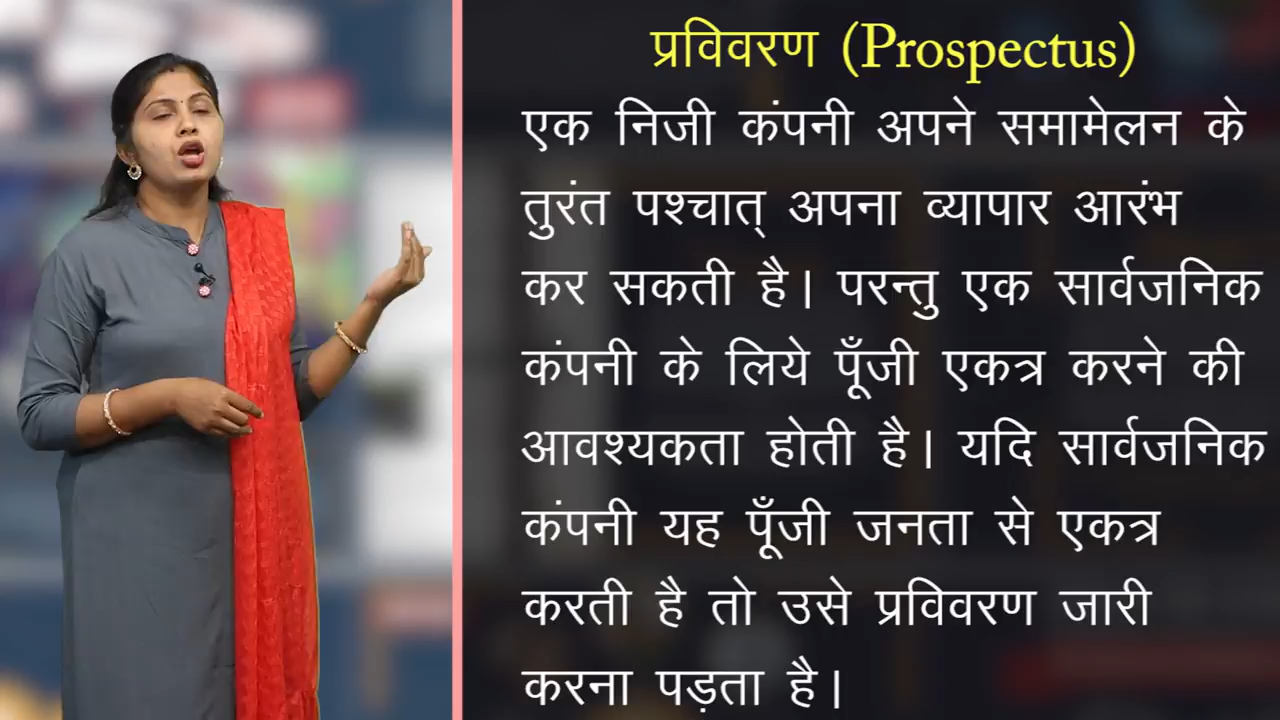 प्रविवरण (Prospectus)
एक निजी कंपनी अपने समामेलन के
तुरंत पश्चात् अपना व्यापार आरंभ
कर सकती है। परन्तु एक सार्वजनिक
कंपनी के लिये पूँजी एकत्र करने की
आवश्यकता होती है। यदि सार्वजनिक
कंपनी यह पूँजी जनता से एकत्र
करती है तो उसे प्रविवरण जारी
करना पड़ता है।